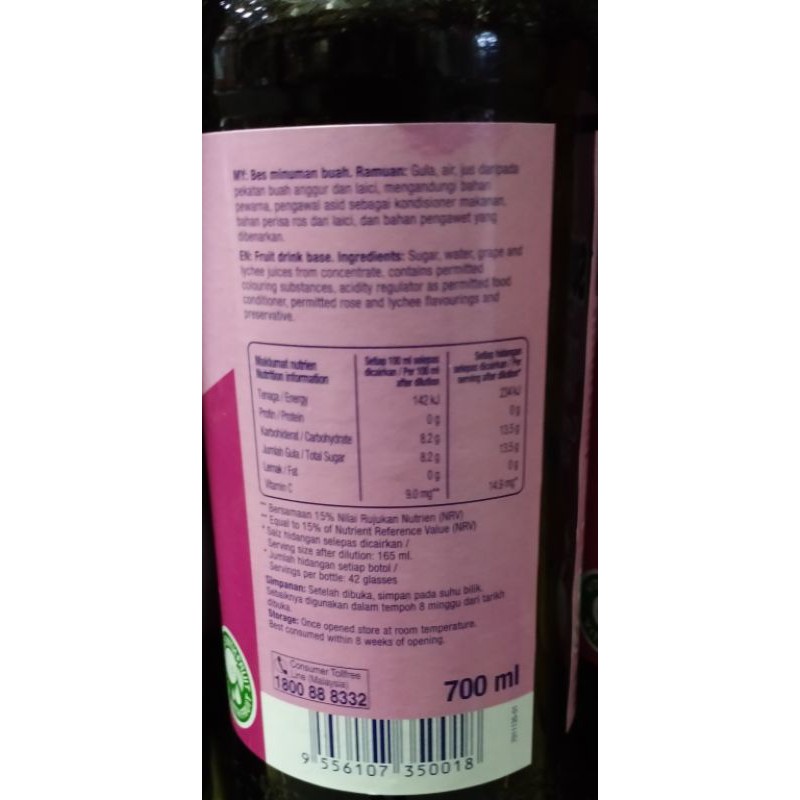 MY: Bes minuman buah. Ramuan: Gula, air, jus daripada
pekatan buah anggur dan laici, mengandungi bahan
pewarna, pengawal asid sebagai kondisioner makanan,
bahan perisa ros dan laici, dan bahan pengawet yang
dibenarkan.
EN: Fruit drink base. Ingredients: Sugar, water, grape and
lychee juices from concentrate, contains permitted
colouring substances, acidity regulator as permitted food
conditioner, permitted rose and lychee flavourings and
preservative.
Maklumat nutrien Setiap 100 ml selepas Setiap hidangan
Nutrition information dicairkan / Per 100 ml selepas dicairkan / Per
after dilution serving after dilution*
Tenaga / Energy 142 kJ 234 kJ
Protin / Protein 0 g 0 g
Karbohidrat / Carbohydrate 8.2 g 13.5 g
Jumlah Gula / Total Sugar 8.2 g 13.5 g
Lemak / Fat 0 g 0 g
Vitamin C 9.0 mg** 14.9 mg*
** Bersamaan 15% Nilai Rujukan Nutrien (NRV)
** Equal to 15% of Nutrient Reference Value (NRV)
* Saiz hidangan selepas dicairkan /
Serving size after dilution: 165 ml.
* Jumlah hidangan setiap botol /
Servings per bottle: 42 glasses
Simpanan: Setelah dibuka, simpan pada suhu bilik.
Sebaiknya digunakan dalam tempoh 8 minggu dari tarikh
dibuka.
Storage: Once opened store at room temperature.
Best consumed within 8 weeks of opening.
Consumer Tollfree
Line (Malaysia)
1800 88 8332
700 ml
9 556107 350018